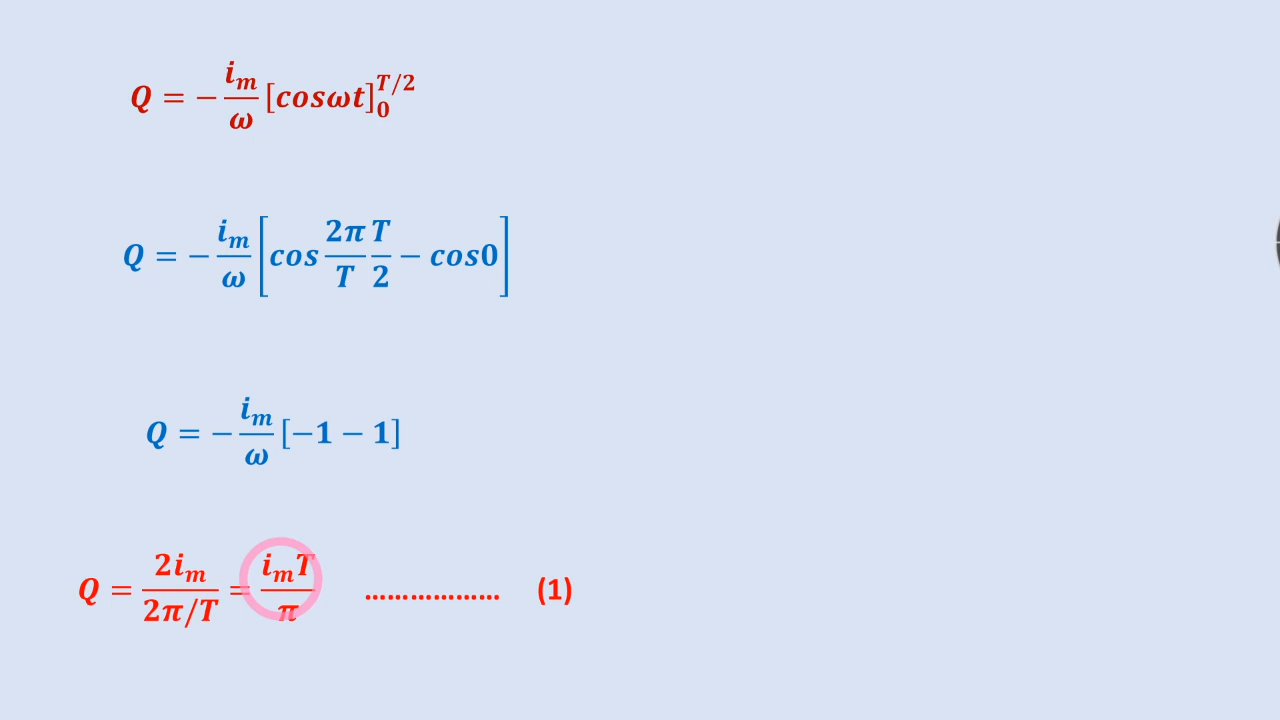 Q = −i_m/ω [cosωt]_0^{T/2}
Q = −i_m/ω [cos 2π/T T/2 − cos0]
Q = −i_m/ω [−1 − 1]
Q = 2i_m/2π/T = i_mT/π ……………… (1)